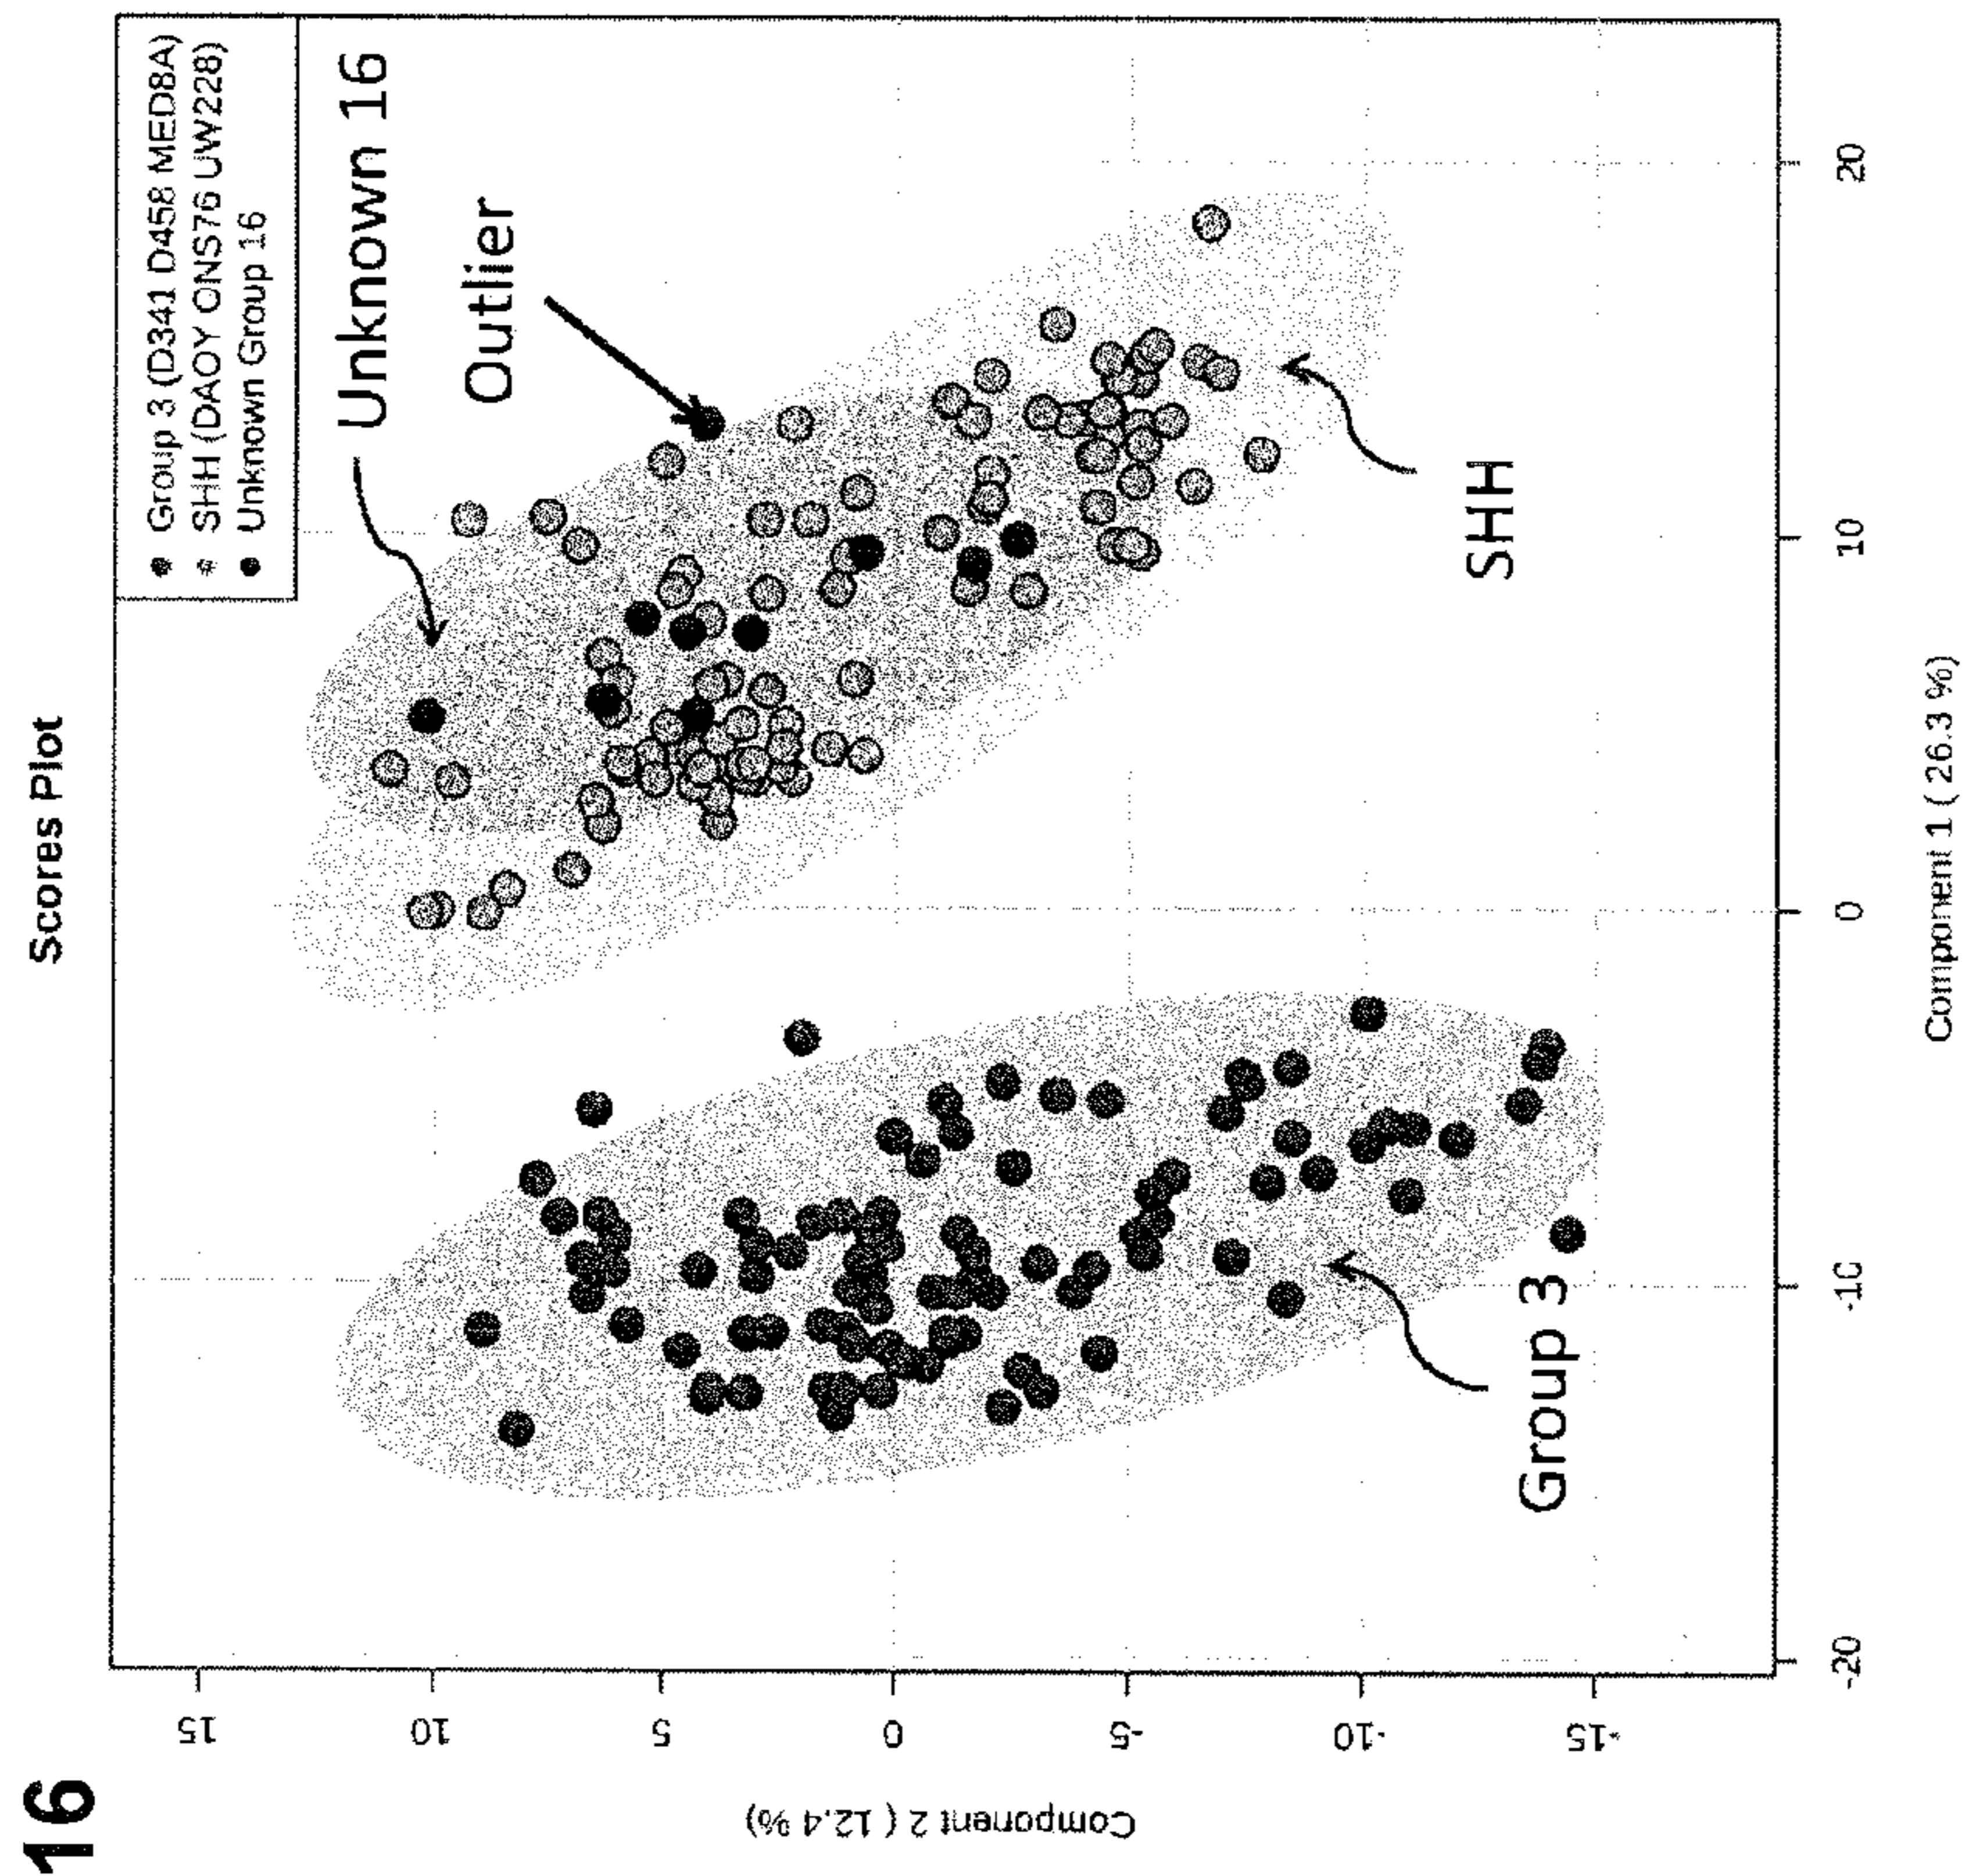 16
Scores Plot
Group 3 (D341 D458 MED8A)
SHH (DAOY ONS76 UW228)
Unknown Group 16
Unknown 16
Outlier
SHH
Group 3
Component 2 ( 12.4 %)
15
10
5
0
-5
-10
-15
-20
-10
0
10
20
Component 1 ( 26.3 %)